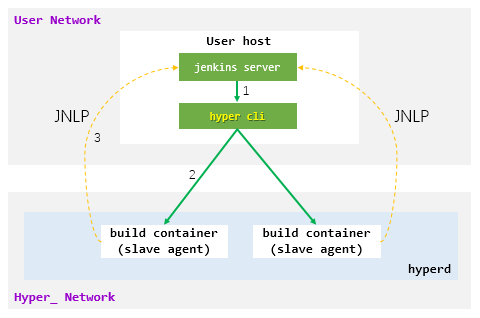 User Network
User host
jenkins server
1
hyper cli
JNLP
JNLP
3
2
build container
(slave agent)
build container
(slave agent)
hyperd
Hyper_ Network